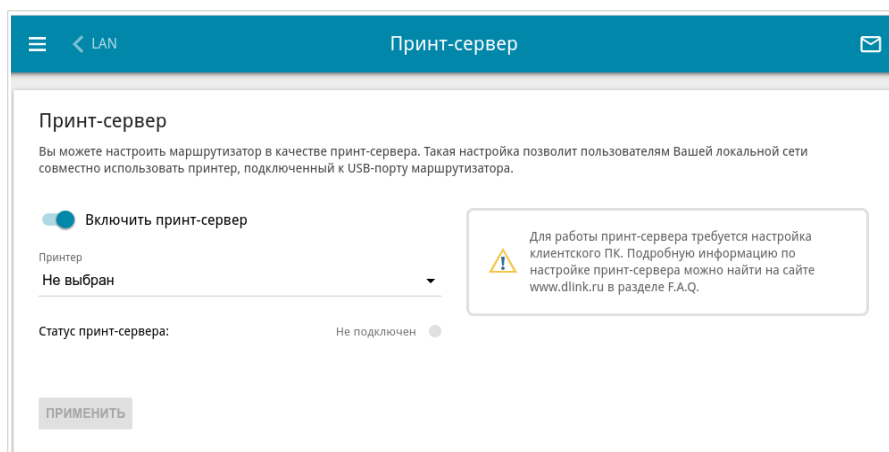 LAN
Принт-сервер
Принт-сервер
Вы можете настроить маршрутизатор в качестве принт-сервера. Такая настройка позволит пользователям Вашей локальной сети
совместно использовать принтер, подключенный к USB-порту маршрутизатора.
Включить принт-сервер
Принтер
Не выбран
Статус принт-сервера:
Не подключен
Для работы принт-сервера требуется настройка
клиентского ПК. Подробную информацию по
настройке принт-сервера можно найти на сайте
www.dlink.ru в разделе F.A.Q.
ПРИМЕНИТЬ